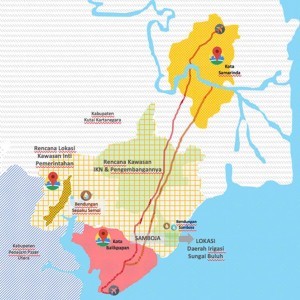 Kota
Samarinda
Kabupaten
Kutai Kartanegara
Rencana Lokasi
Kawasan Inti
Pemerintahan
Rencana Kawasan
IKN & Pengembangannya
Bendungan
Sepaku Semoi
Bendungan
Samboja
Kabupaten
Penajam Pasar
Utara
Kota
Balikpapan
SAMBOJA
LOKASI
Daerah Irigasi
Sungai Buluh